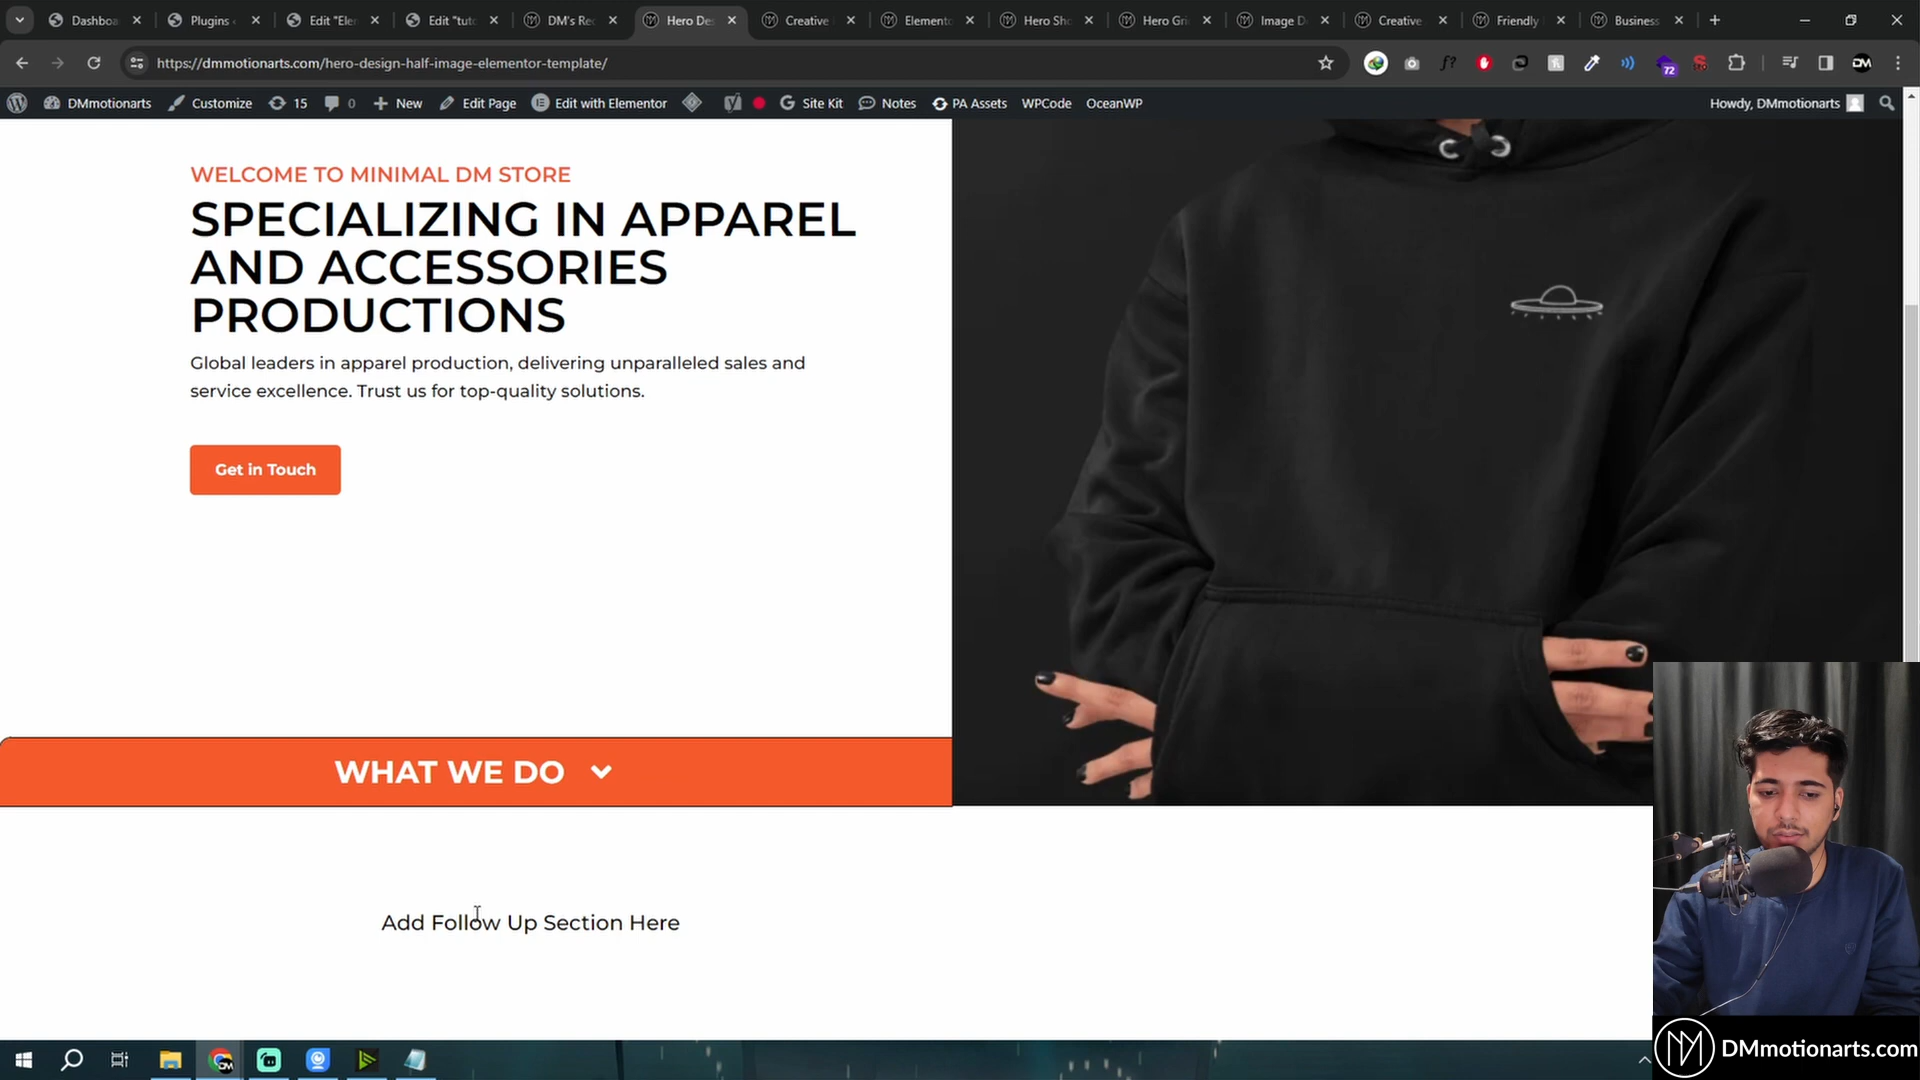 Dashboa
Plugins
Edit "Ele
Edit "tuto
DM's Re
Hero De
Creative
Elemento
Hero Sh
Hero Gri
Image D
Creative
Friendly
Business
https://dmmotionarts.com/hero-design-half-image-elementor-template/
72
DMmotionarts
Customize
15
0
New
Edit Page
Edit with Elementor
Site Kit
Notes
PA Assets
WPCode
OceanWP
Howdy, DMmotionarts
WELCOME TO MINIMAL DM STORE
SPECIALIZING IN APPAREL
AND ACCESSORIES
PRODUCTIONS
Global leaders in apparel production, delivering unparalleled sales and
service excellence. Trust us for top-quality solutions.
Get in Touch
WHAT WE DO
Add Follow Up Section Here
DMmotionarts.com